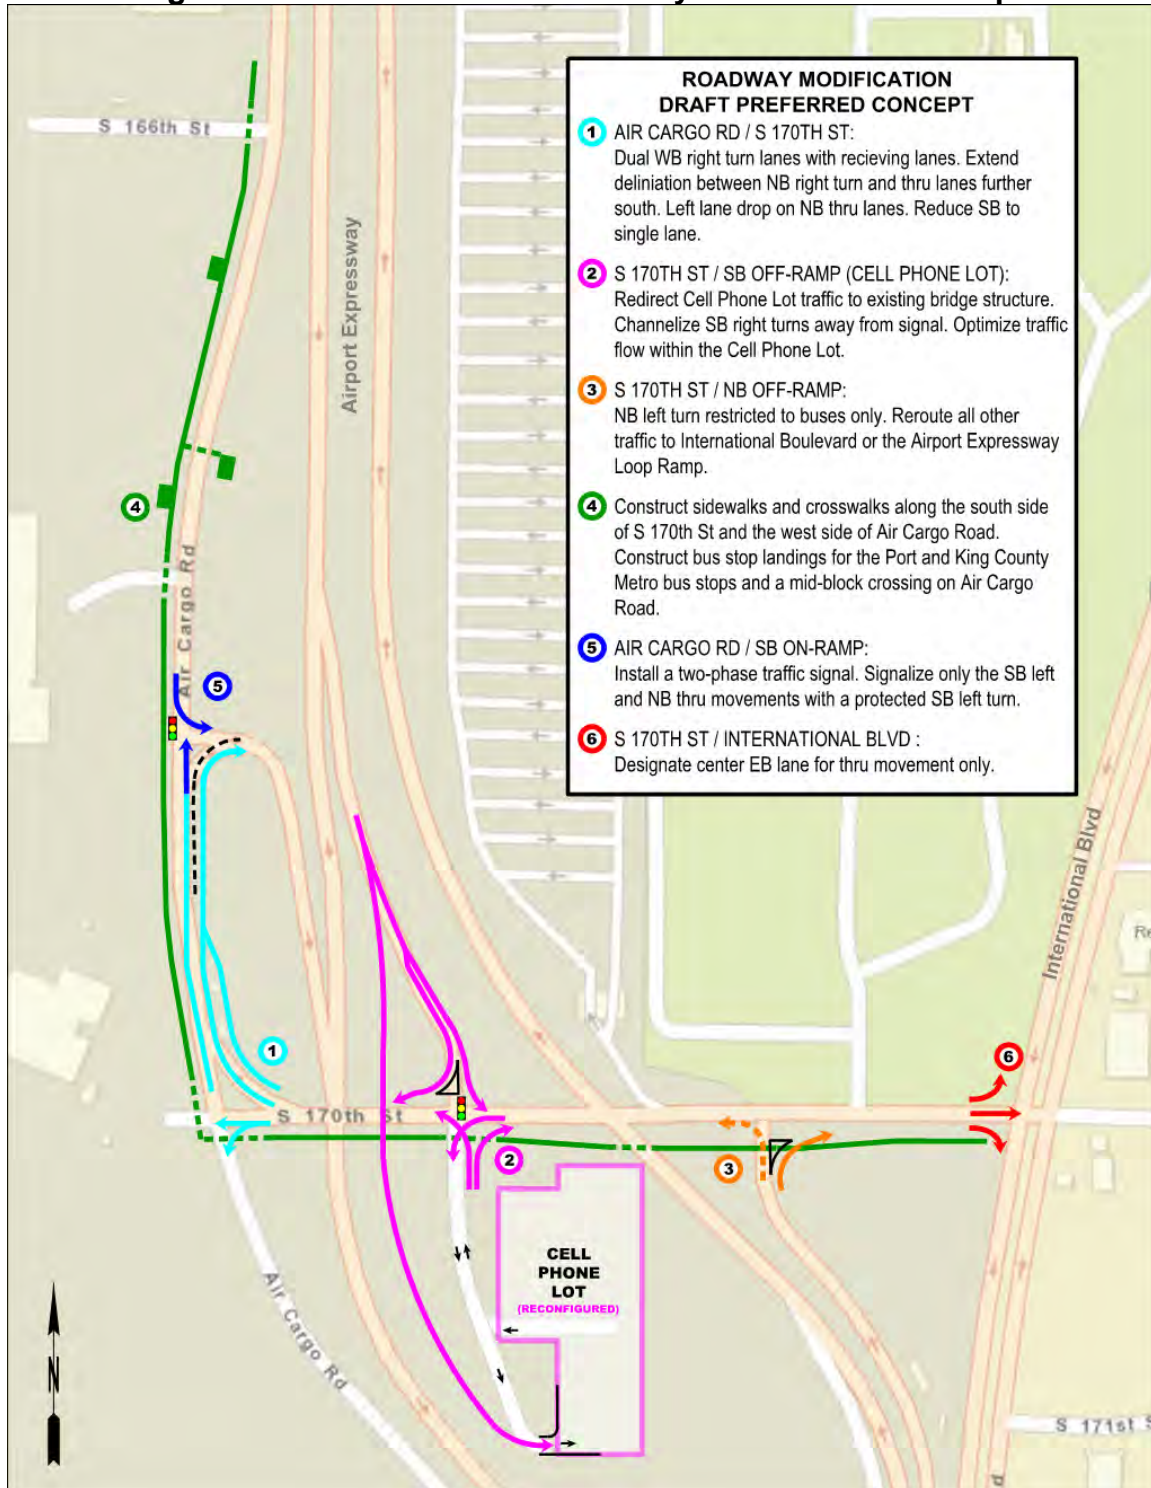 ROADWAY MODIFICATION
DRAFT PREFERRED CONCEPT
1 AIR CARGO RD / S 170TH ST:
Dual WB right turn lanes with recieving lanes. Extend
deliniation between NB right turn and thru lanes further
south. Left lane drop on NB thru lanes. Reduce SB to
single lane.
2 S 170TH ST / SB OFF-RAMP (CELL PHONE LOT):
Redirect Cell Phone Lot traffic to existing bridge structure.
Channelize SB right turns away from signal. Optimize traffic
flow within the Cell Phone Lot.
3 S 170TH ST / NB OFF-RAMP:
NB left turn restricted to buses only. Reroute all other
traffic to International Boulevard or the Airport Expressway
Loop Ramp.
4 Construct sidewalks and crosswalks along the south side
of S 170th St and the west side of Air Cargo Road.
Construct bus stop landings for the Port and King County
Metro bus stops and a mid-block crossing on Air Cargo
Road.
5 AIR CARGO RD / SB ON-RAMP:
Install a two-phase traffic signal. Signalize only the SB left
and NB thru movements with a protected SB left turn.
6 S 170TH ST / INTERNATIONAL BLVD :
Designate center EB lane for thru movement only.
S 166th St
Airport Expressway
4
Air Cargo Rd
5
International Blvd
Re
1
6
S 170th St
2
3
CELL
PHONE
LOT
(RECONFIGURED)
Air Cargo Rd
N
S 171st S
d